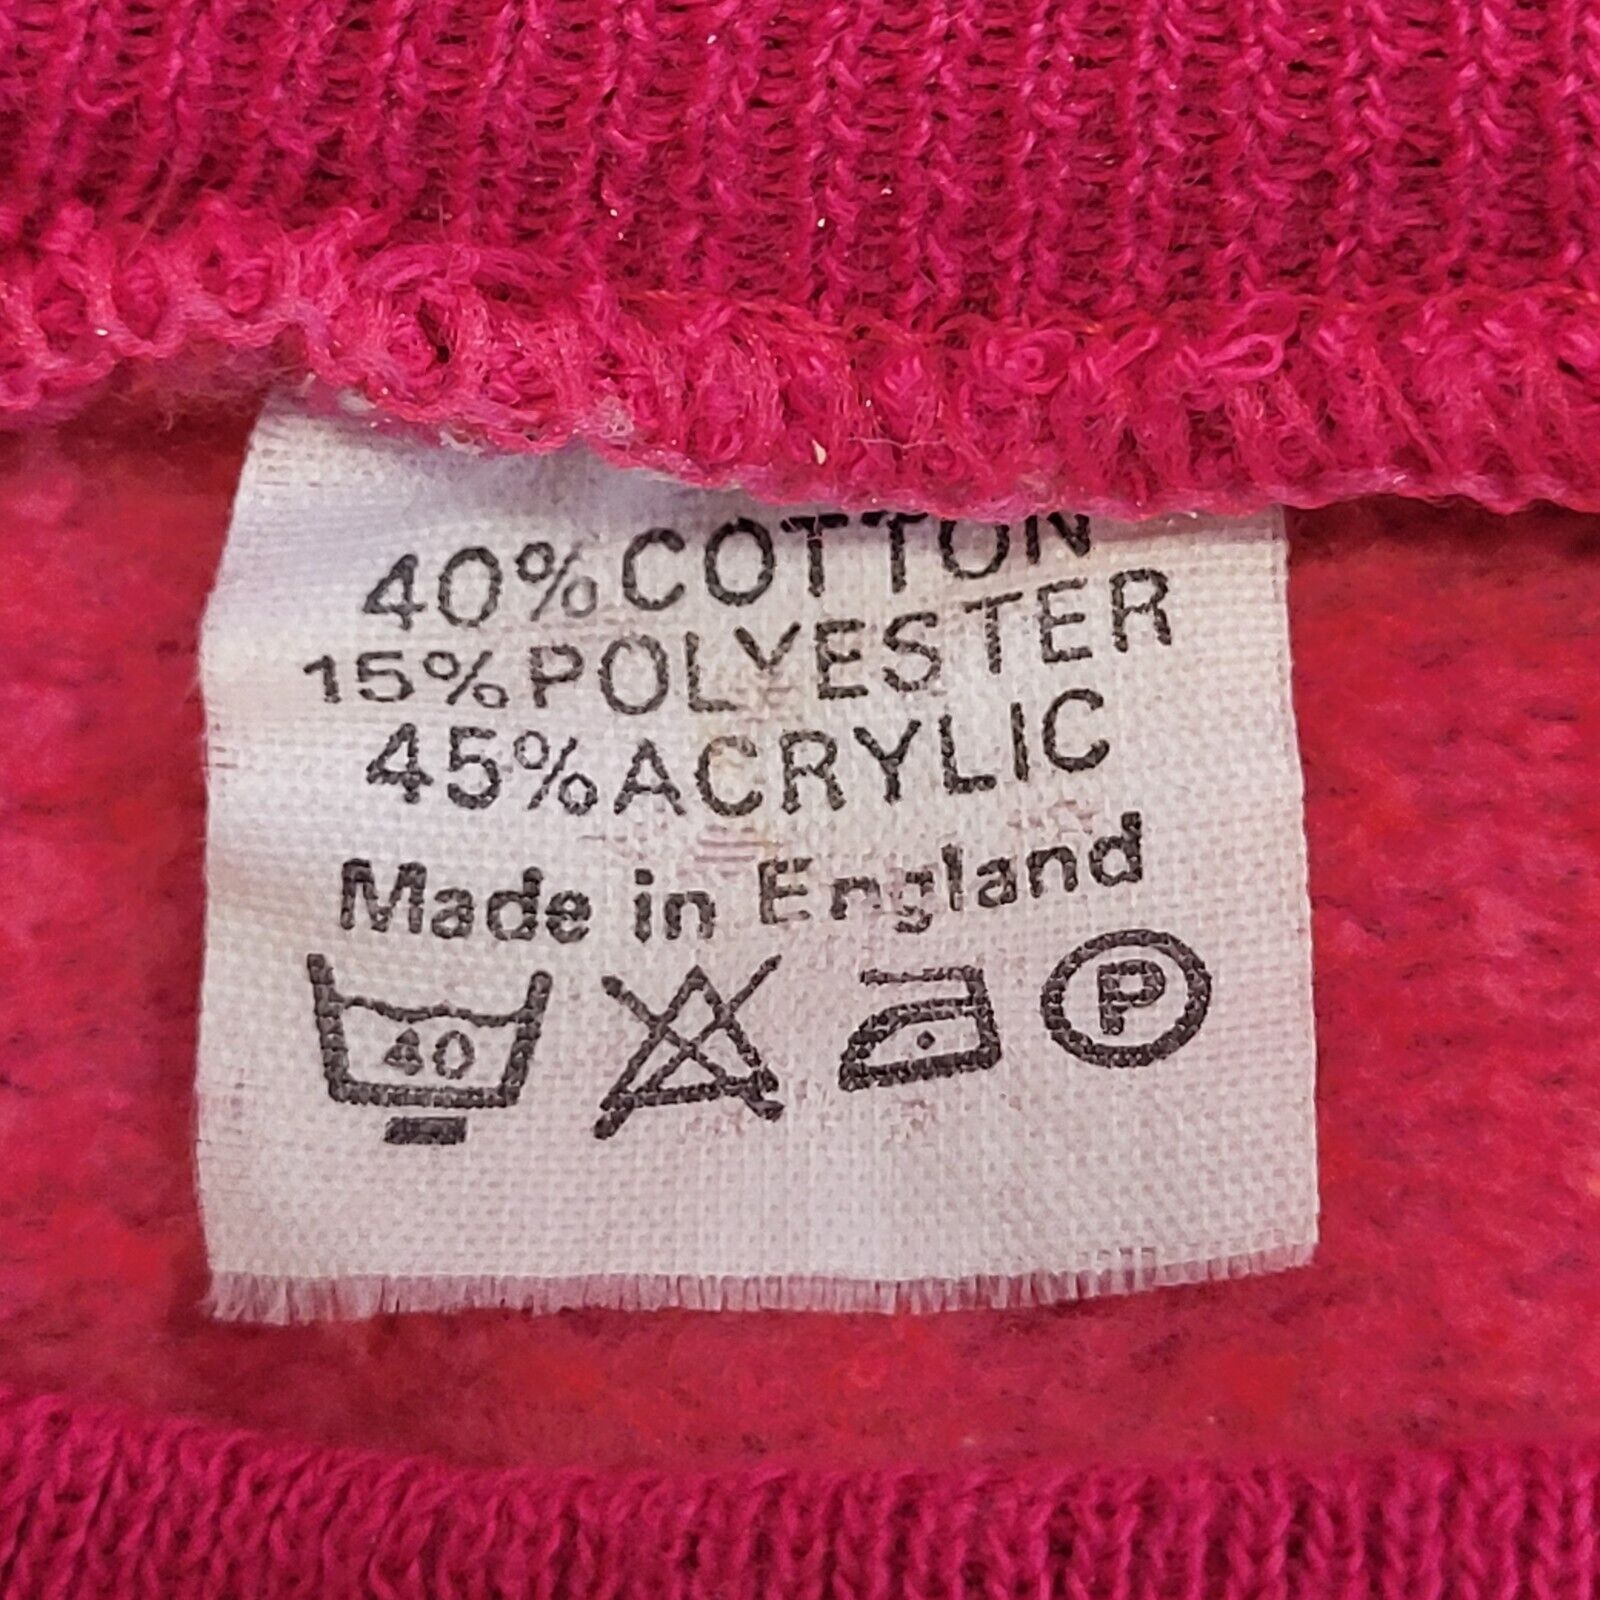 40% COTTON
15% POLYESTER
45% ACRYLIC
Made in England
40 P